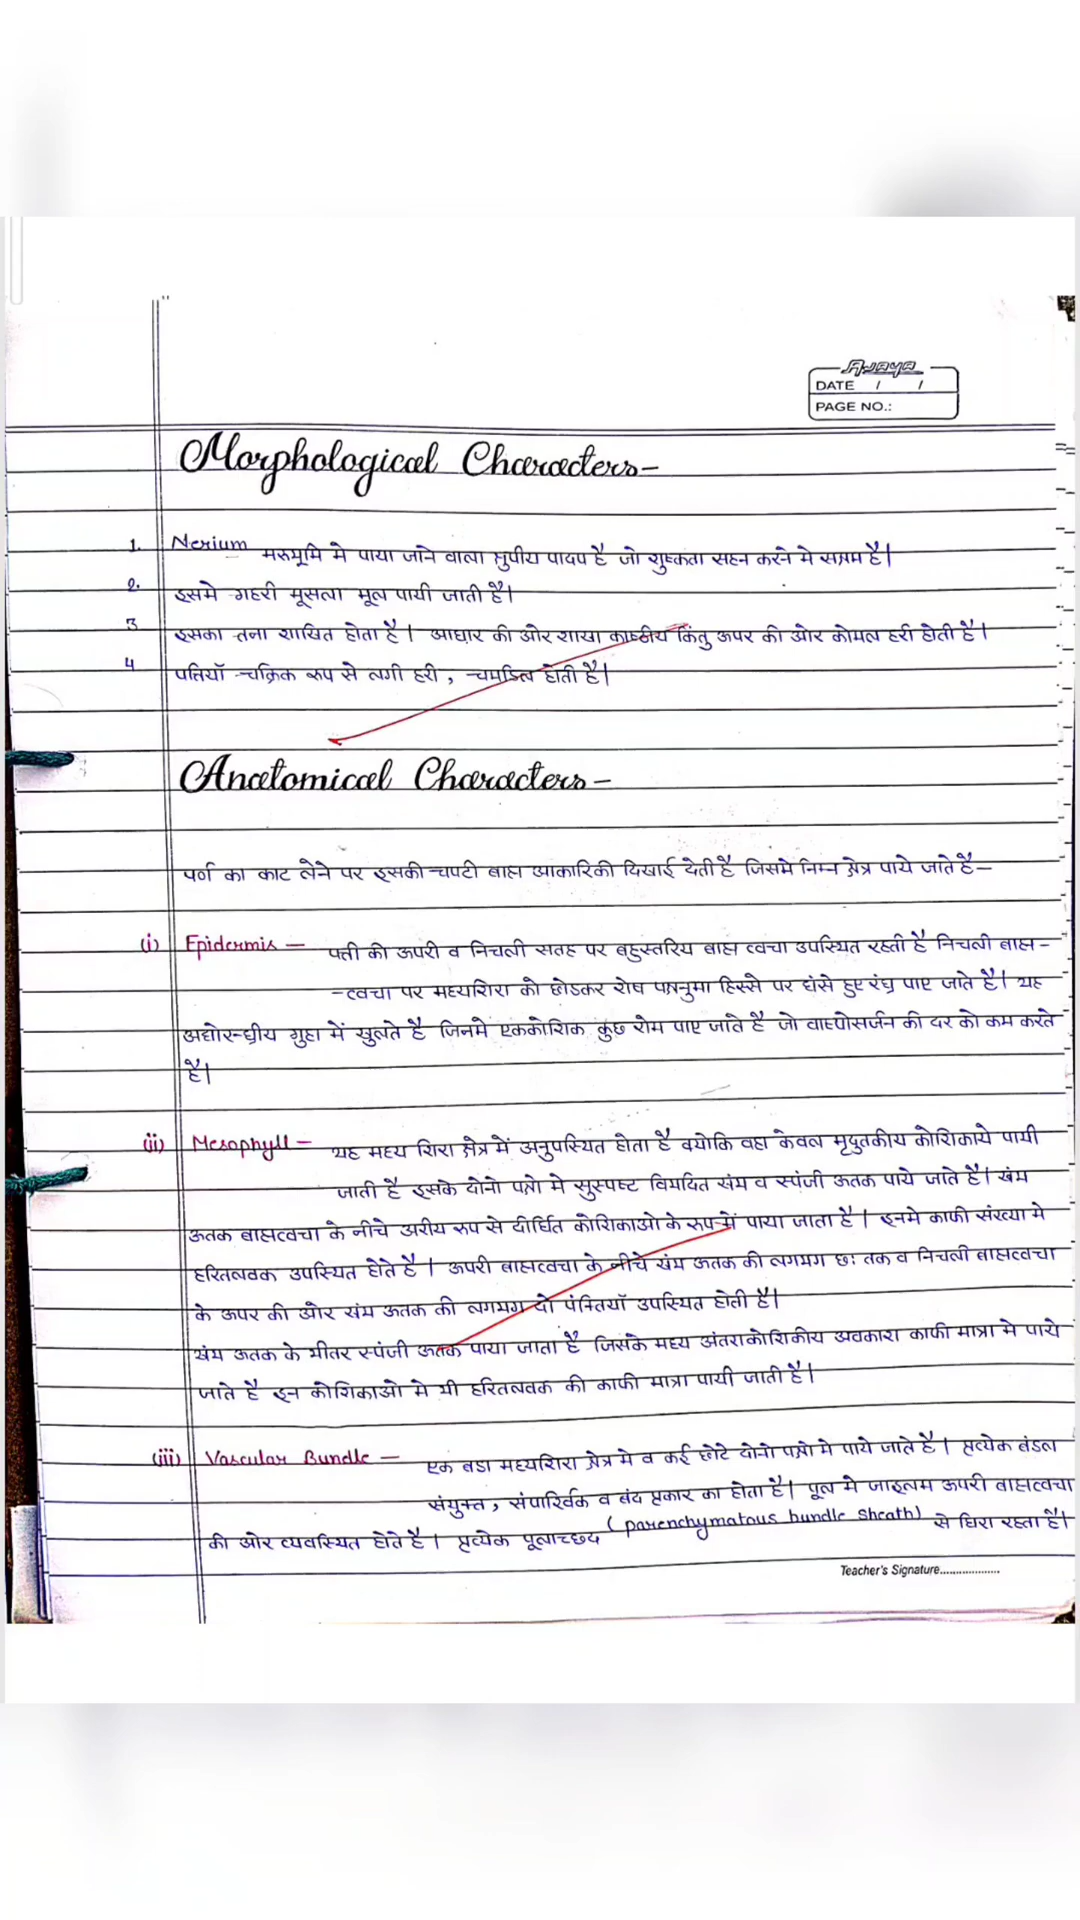 Ajaya
DATE / /
PAGE NO.:
Morphological Characters-
1. Nerium मरुभूमि मे पाया जाने वाला क्षुपीय पादप है जो शुष्कता सहन करने मे सक्षम है।
2. इसमे गहरी मूसला मूल पायी जाती है।
3 इसका तना शाखित होता है। आधार की ओर शाखा काष्ठीय किंतु ऊपर की ओर कोमल हरी होती है।
4 पत्तियाँ चक्रिक रूप से लगी हरी, चमडिल होती है।
Anatomical Characters-
पर्ण का काट लेने पर इसकी चपटी बाह्य आकारिकी दिखाई देती है जिसमे निम्न क्षेत्र पाये जाते है-
(i) Epidermis - पत्ती की ऊपरी व निचली सतह पर बहुस्तरिय बाह्य त्वचा उपस्थित रहती है निचली बाह्य-
-त्वचा पर मध्यशिरा को छोडकर शेष पत्रनुमा हिस्से पर धंसे हुए रंध्र पाए जाते है। यह
अधोरन्ध्रीय गुहा में खुलते है जिनमे एककोशिक कुछ रोम पाए जाते है जो वाष्पोसर्जन की दर को कम करते
है।
(ii) Mesophyll - यह मध्य शिरा क्षेत्र में अनुपस्थित होता है क्योकि वहा केवल मृदुतकीय कोशिकाये पायी
जाती है इसके दोनो पत्रो मे सुस्पष्ट विभदित खंभ व स्पंजी ऊतक पाये जाते है। खंभ
ऊतक बाह्यत्वचा के नीचे अरीय रूप से दीर्घित कोशिकाओ के रूप में पाया जाता है। इनमे काफी संख्या मे
हरितलवक उपस्थित होते है। ऊपरी बाह्यत्वचा के नीचे खंभ ऊतक की लगभग छः तक व निचली बाह्यत्वचा
के ऊपर की ओर खंभ ऊतक की लगभग दो पंक्तियाँ उपस्थित होती है।
खंभ ऊतक के भीतर स्पंजी ऊतक पाया जाता है जिसके मध्य अंतराकोशिकीय अवकाश काफी मात्रा मे पाये
जाते है इन कोशिकाओ मे भी हरितलवक की काफी मात्रा पायी जाती है।
(iii) Vascular Bundle - एक बडा मध्यशिरा क्षेत्र मे व कई छोटे दोनो पत्रो मे पाये जाते है। प्रत्येक बंडल
संयुक्त, संपार्श्विक व बंद प्रकार का होता है। पूल मे जाइलम ऊपरी बाह्यत्वचा
की ओर व्यवस्थित होते है। प्रत्येक पूलाच्छद (parenchymatous bundle sheath) से घिरा रहता है।
Teacher's Signature...................